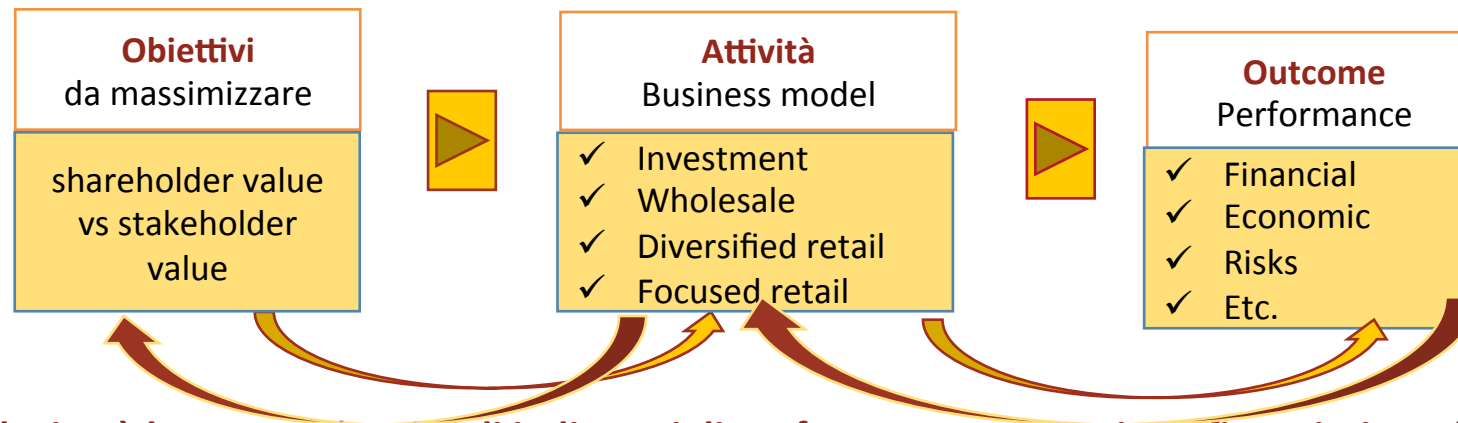 Obiettivi
da massimizzare
shareholder value
vs stakeholder
value
Attività
Business model
✓ Investment
✓ Wholesale
✓ Diversified retail
✓ Focused retail
Outcome
Performance
✓ Financial
✓ Economic
✓ Risks
✓ Etc.